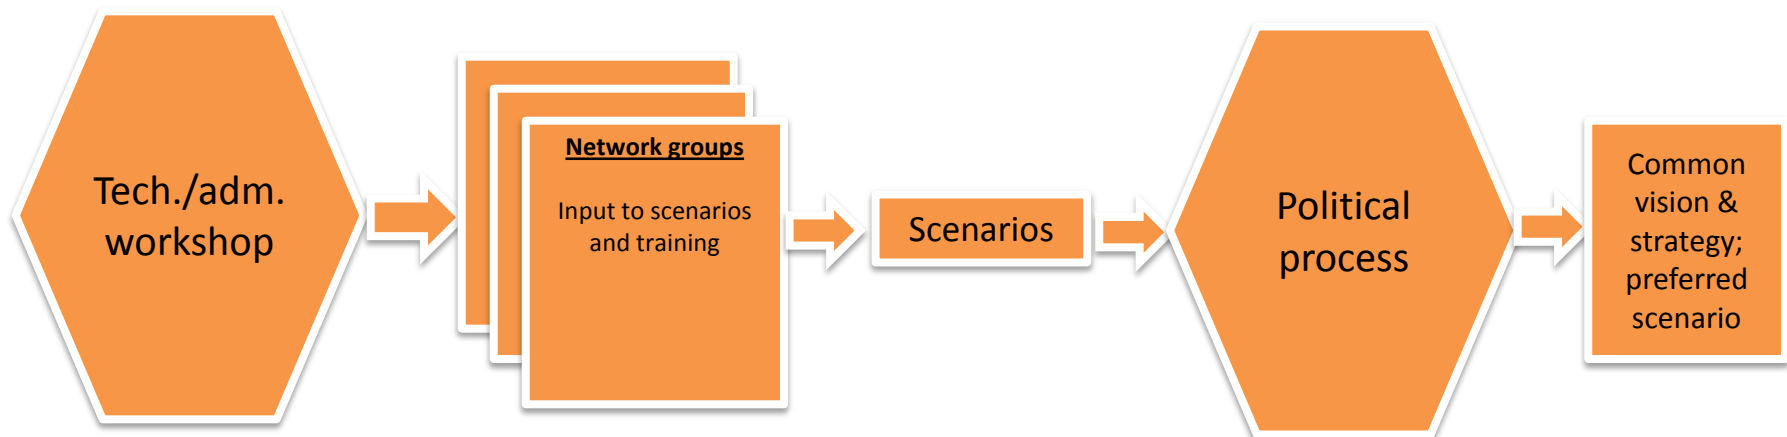 Tech./adm.
workshop
Network groups
Input to scenarios
and training
Scenarios
Political
process
Common
vision &
strategy;
preferred
scenario